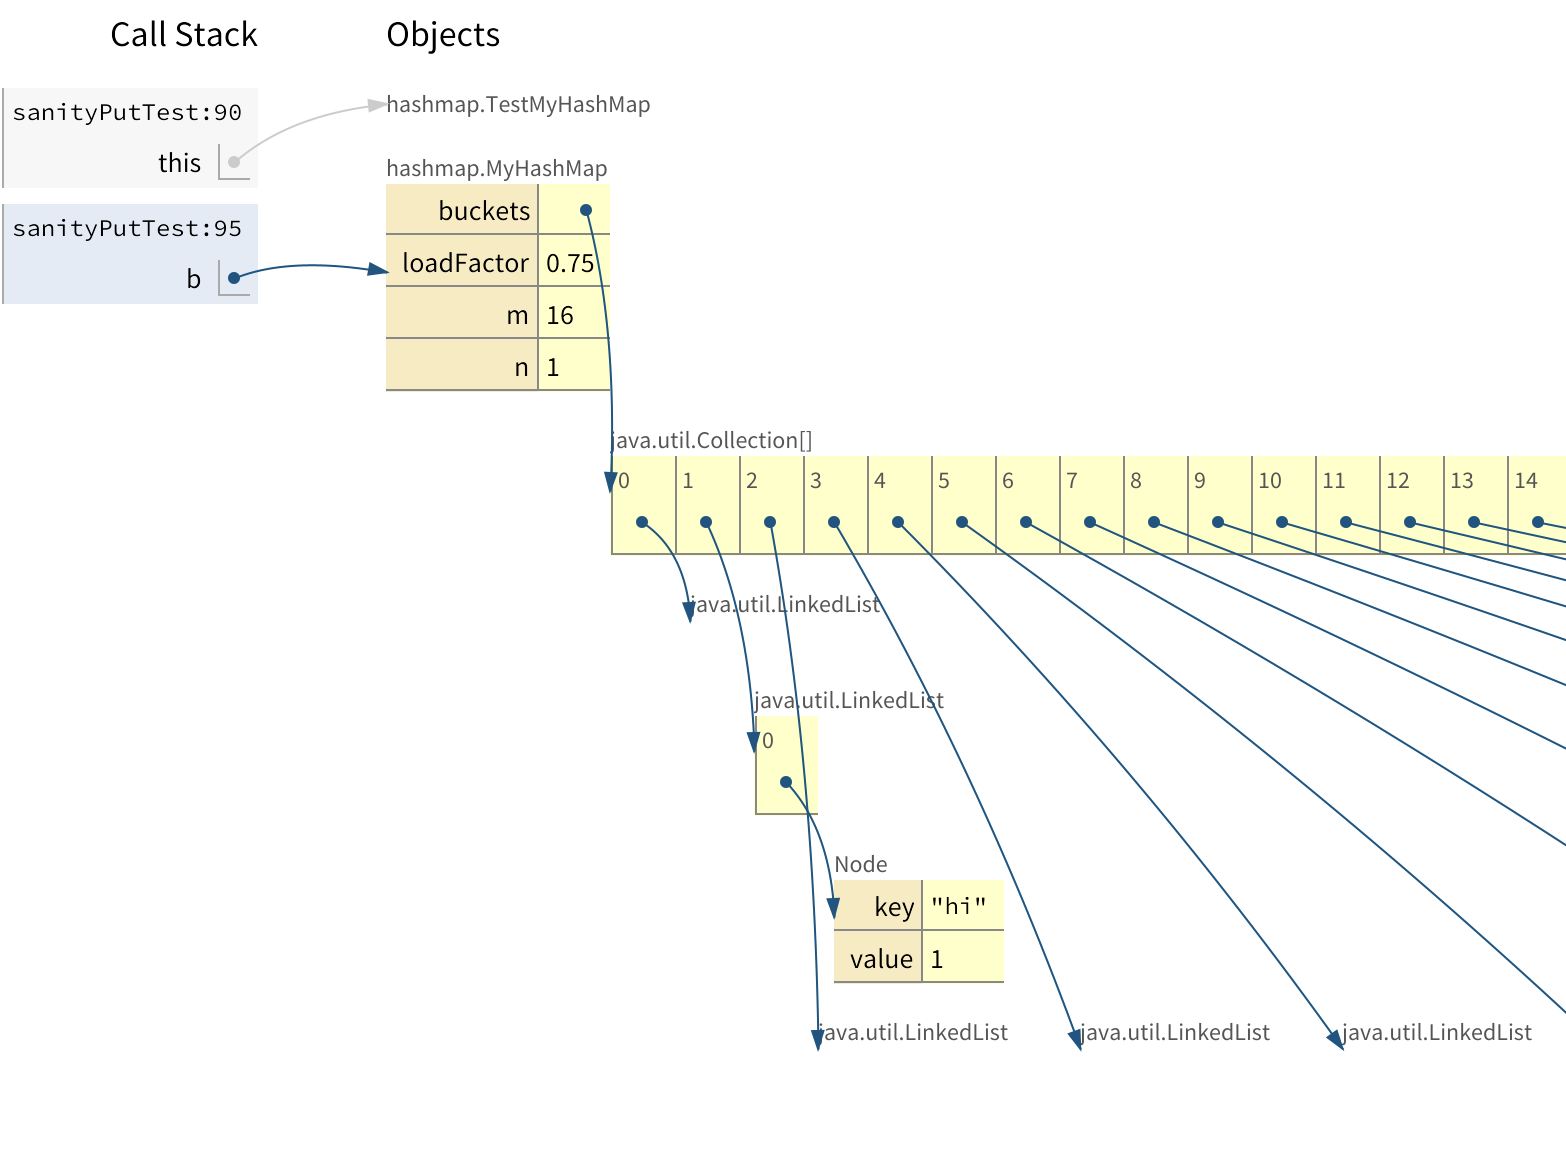 Call Stack
Objects
sanityPutTest:90
this
hashmap.TestMyHashMap
sanityPutTest:95
b
hashmap.MyHashMap
buckets
loadFactor 0.75
m 16
n 1
java.util.Collection[]
0 1 2 3 4 5 6 7 8 9 10 11 12 13 14
java.util.LinkedList
java.util.LinkedList
0
Node
key "hi"
value 1
java.util.LinkedList
java.util.LinkedList
java.util.LinkedList